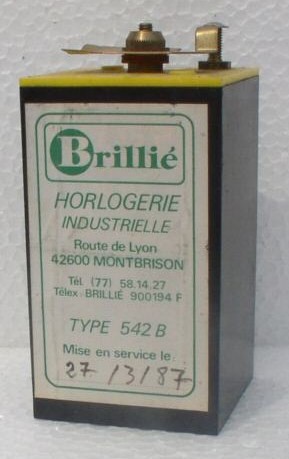 Brillié
HORLOGERIE
INDUSTRIELLE
Route de Lyon
42600 MONTBRISON
Tél. (77) 58.14.27
Télex: BRILLIÉ 900194 F
TYPE 542 B
Mise en service le:
27/3/87